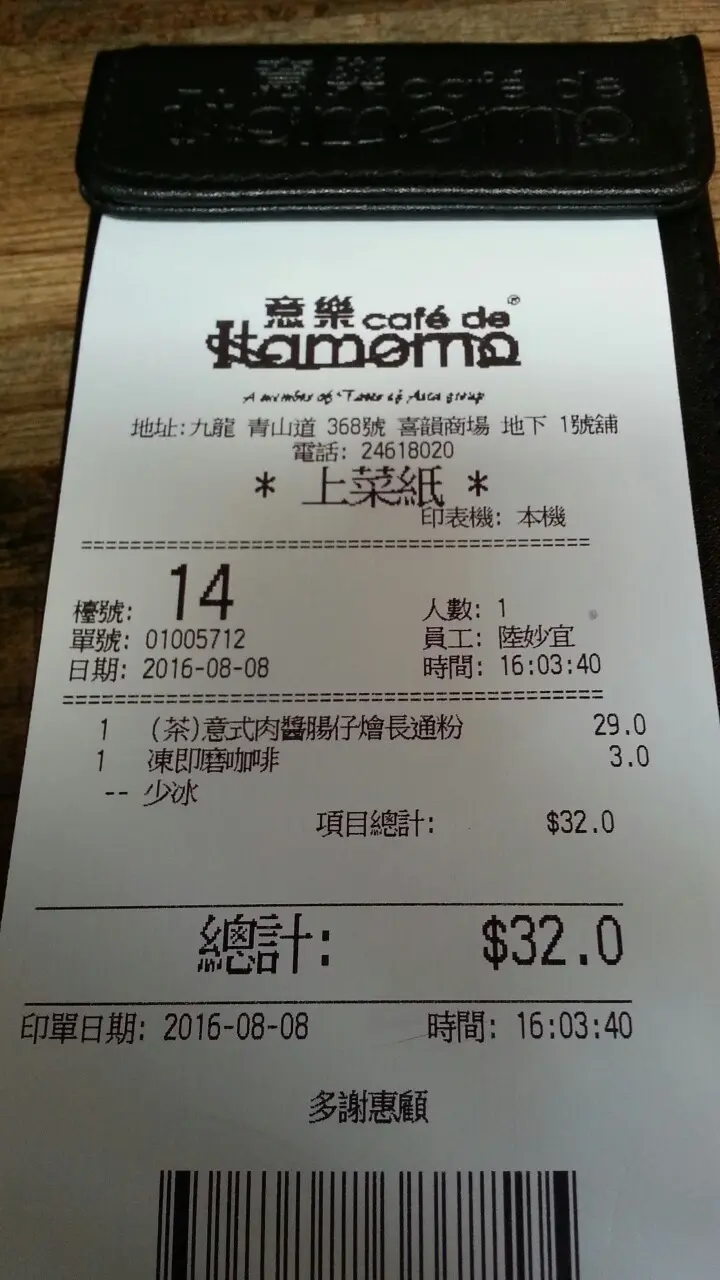 意樂 café de
Itamomo
意樂 café de ®
Itamomo
A member of "Taste of Asia group
地址:九龍 青山道 368號 喜韻商場 地下 1號舖
電話: 24618020
* 上菜紙 *
印表機: 本機
檯號: 14 人數: 1
單號: 01005712 員工: 陸妙宜
日期: 2016-08-08 時間: 16:03:40
1 (茶)意式肉醬腸仔燴長通粉 29.0
1 凍即磨咖啡 3.0
-- 少冰
項目總計: $32.0
總計: $32.0
印單日期: 2016-08-08 時間: 16:03:40
多謝惠顧